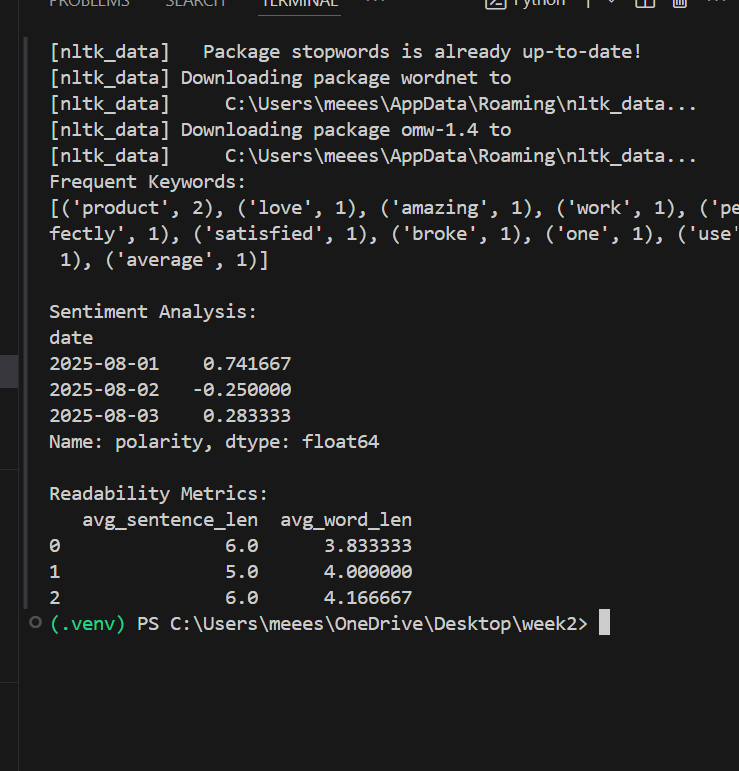 PROBLEMS SEARCH TERMINAL ... Python
[nltk_data]   Package stopwords is already up-to-date!
[nltk_data] Downloading package wordnet to
[nltk_data]     C:\Users\meees\AppData\Roaming\nltk_data...
[nltk_data] Downloading package omw-1.4 to
[nltk_data]     C:\Users\meees\AppData\Roaming\nltk_data...
Frequent Keywords:
[('product', 2), ('love', 1), ('amazing', 1), ('work', 1), ('pe
fectly', 1), ('satisfied', 1), ('broke', 1), ('one', 1), ('use'
 1), ('average', 1)]

Sentiment Analysis:
date
2025-08-01    0.741667
2025-08-02   -0.250000
2025-08-03    0.283333
Name: polarity, dtype: float64

Readability Metrics:
   avg_sentence_len  avg_word_len
0               6.0      3.833333
1               5.0      4.000000
2               6.0      4.166667
(.venv) PS C:\Users\meees\OneDrive\Desktop\week2>